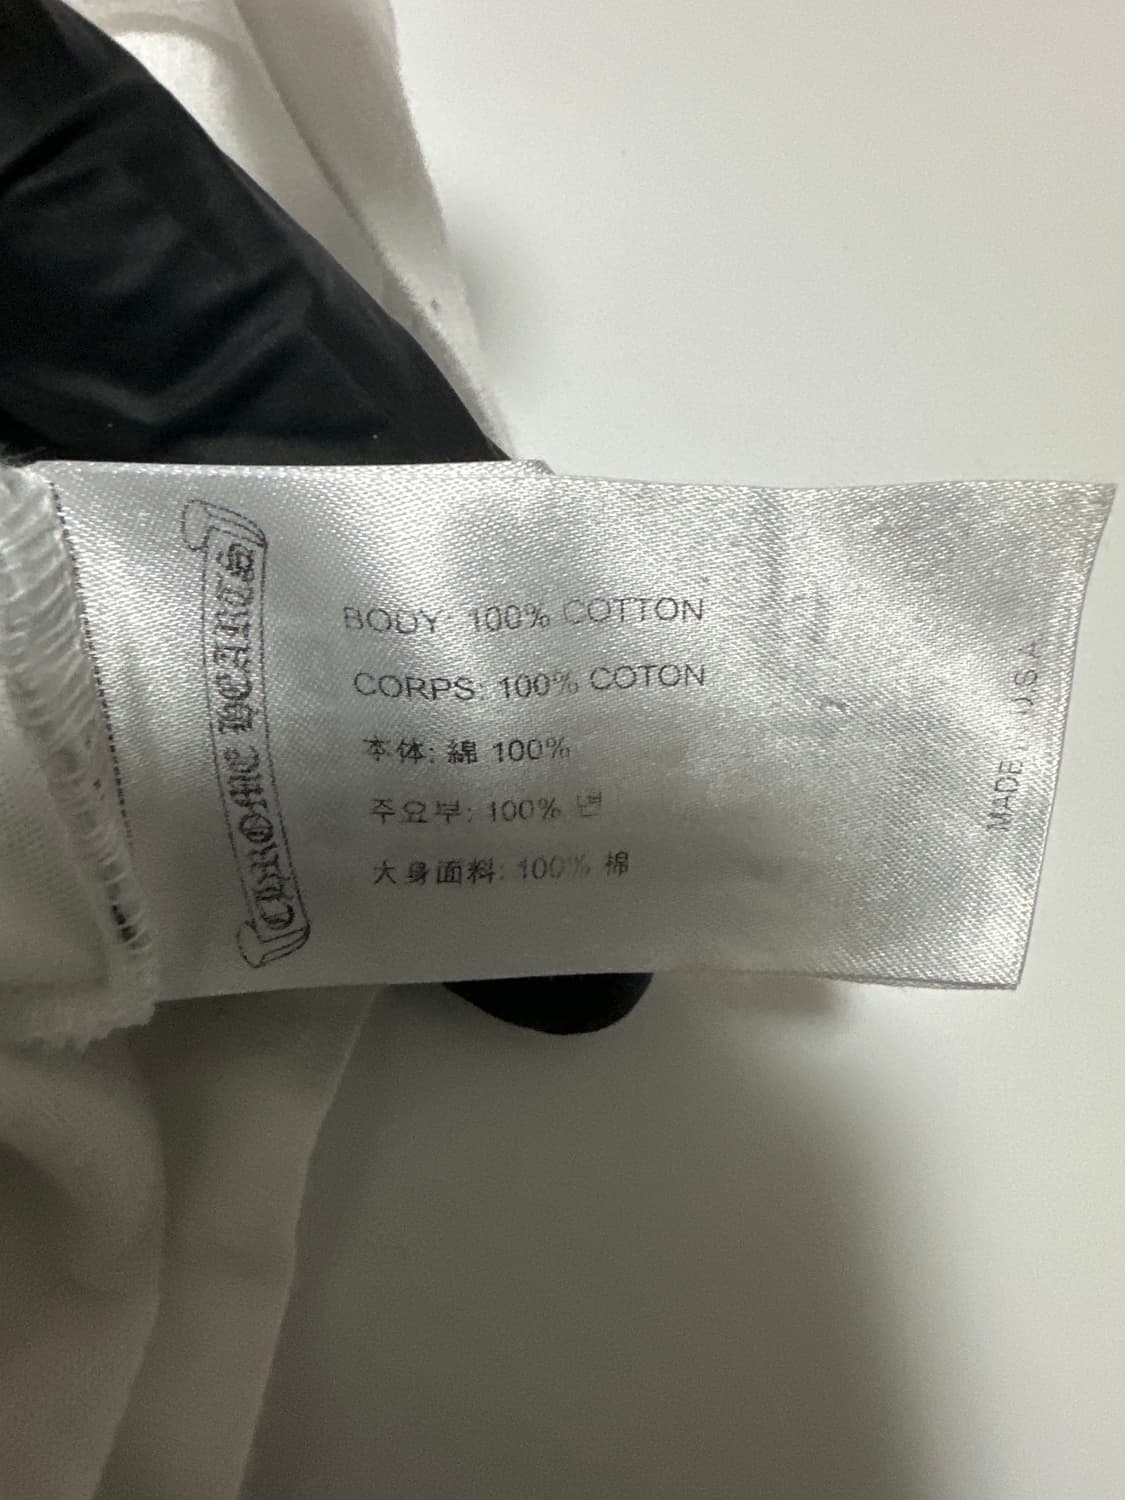 CHROME HEARTS
BODY: 100% COTTON
CORPS: 100% COTON
本体: 綿 100%
주요부: 100% 면
大身面料: 100% 棉
MADE IN U.S.A